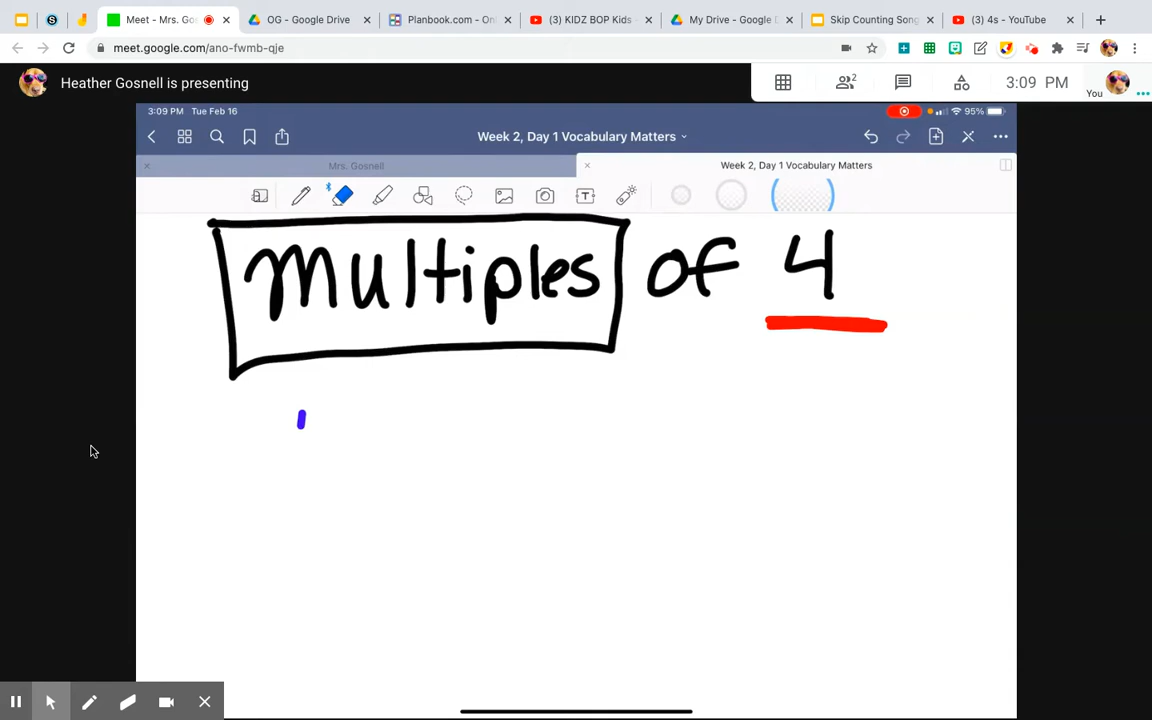 Meet - Mrs. Go
OG - Google Drive
Planbook.com - Onl
(3) KIDZ BOP Kids -
My Drive - Google D
Skip Counting Song
(3) 4s - YouTube
meet.google.com/ano-fwmb-qje
Heather Gosnell is presenting
2
3:09 PM
You
3:09 PM Tue Feb 16
95%
Week 2, Day 1 Vocabulary Matters
Mrs. Gosnell
Week 2, Day 1 Vocabulary Matters
Multiples of 4